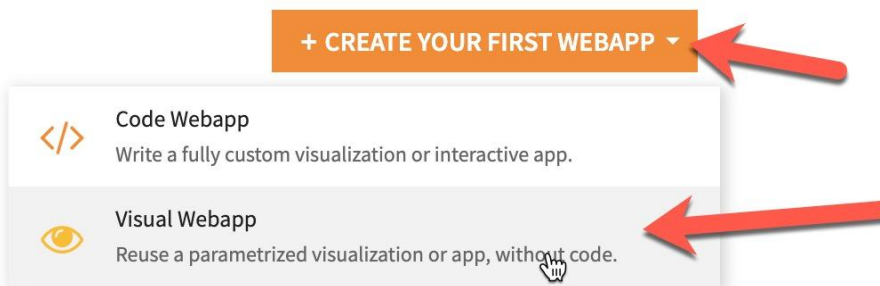 + CREATE YOUR FIRST WEBAPP
Code Webapp
Write a fully custom visualization or interactive app.
Visual Webapp
Reuse a parametrized visualization or app, without code.